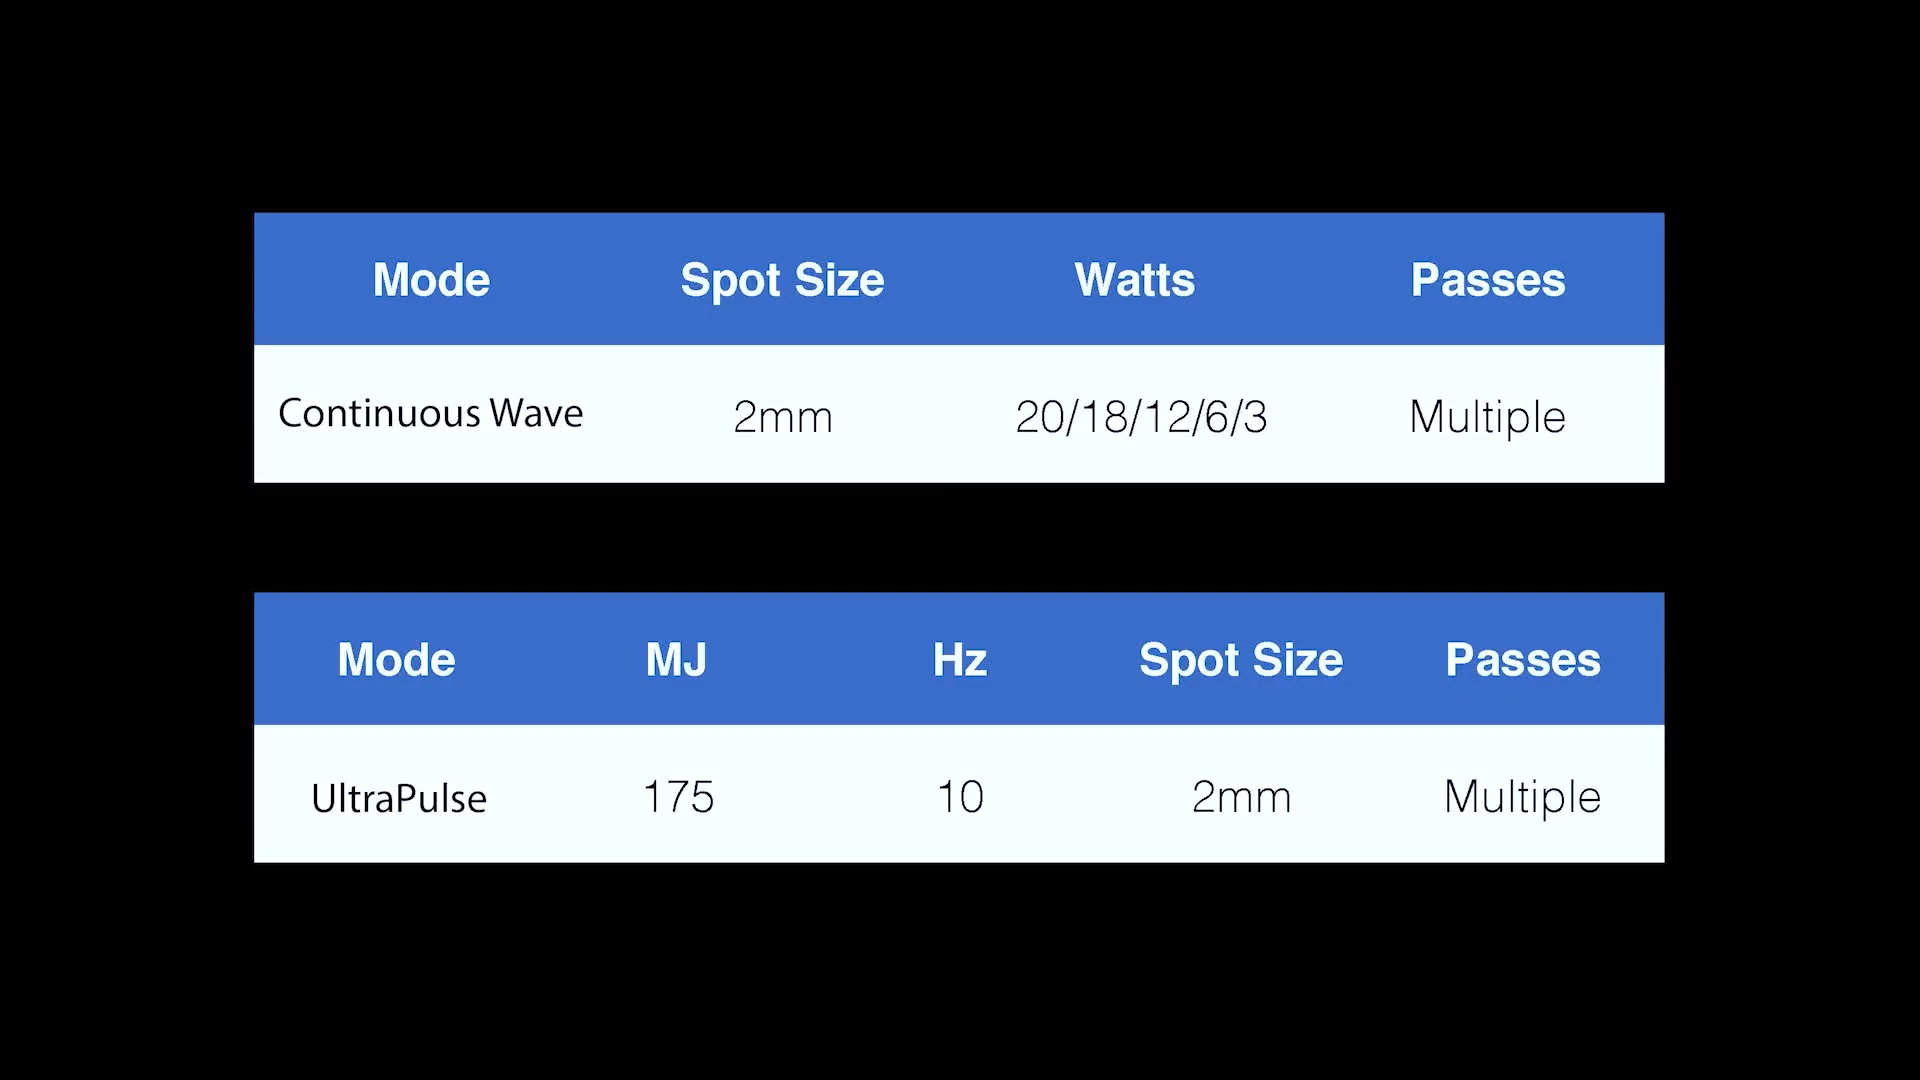 Mode Spot Size Watts Passes
Continuous Wave 2mm 20/18/12/6/3 Multiple
Mode MJ Hz Spot Size Passes
UltraPulse 175 10 2mm Multiple